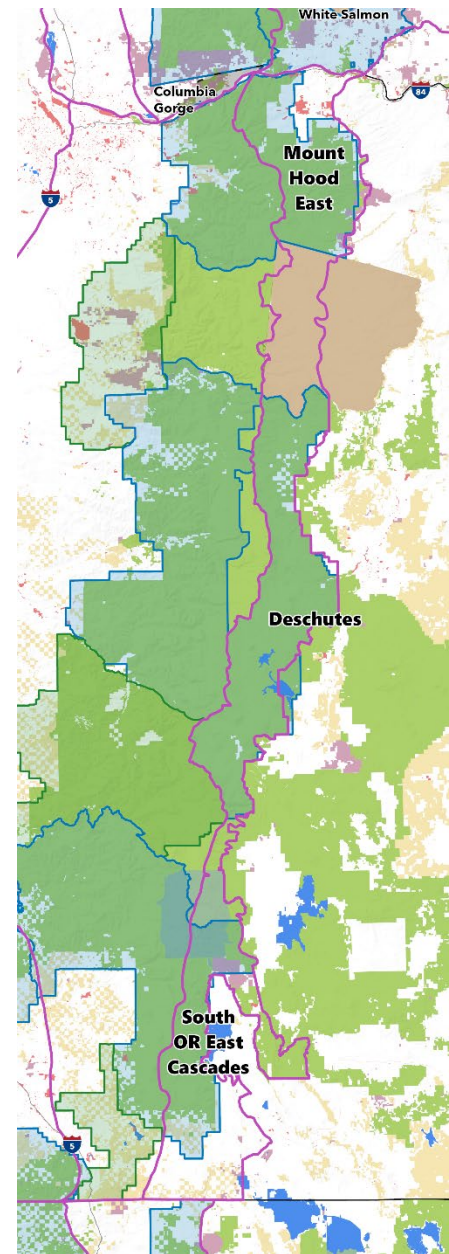 White Salmon
Columbia
Gorge
84
Mount
Hood
East
5
Deschutes
South
OR East
Cascades
5